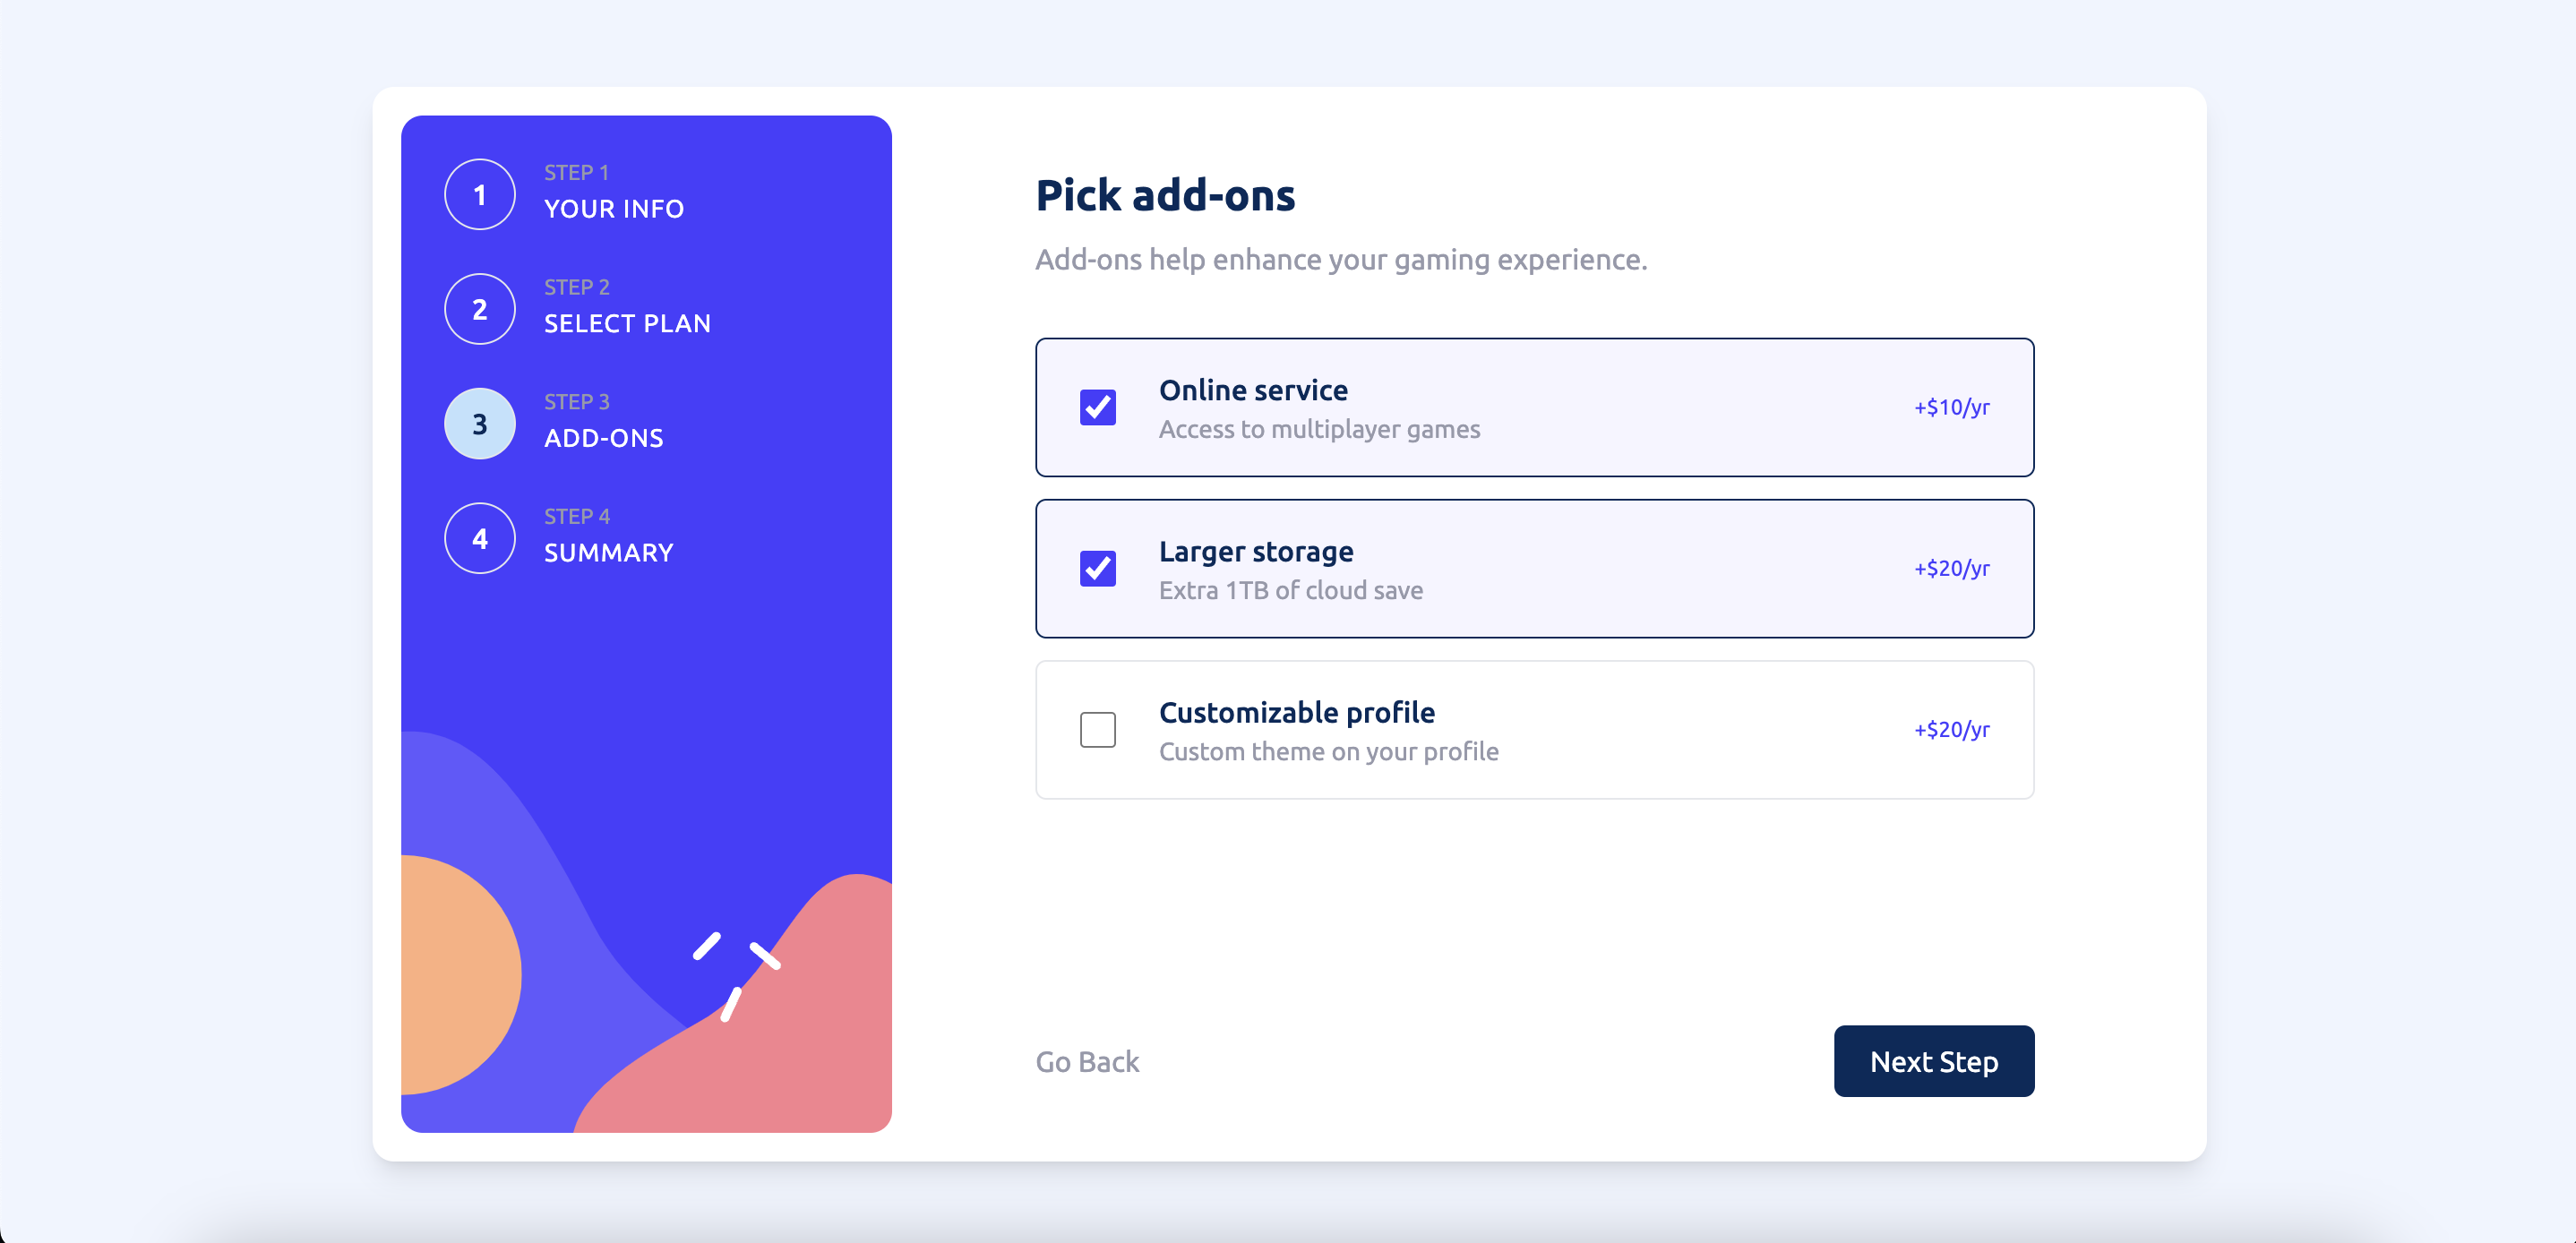 1
STEP 1
YOUR INFO
2
STEP 2
SELECT PLAN
3
STEP 3
ADD-ONS
4
STEP 4
SUMMARY
Pick add-ons
Add-ons help enhance your gaming experience.
Online service
Access to multiplayer games
+$10/yr
Larger storage
Extra 1TB of cloud save
+$20/yr
Customizable profile
Custom theme on your profile
+$20/yr
Go Back
Next Step